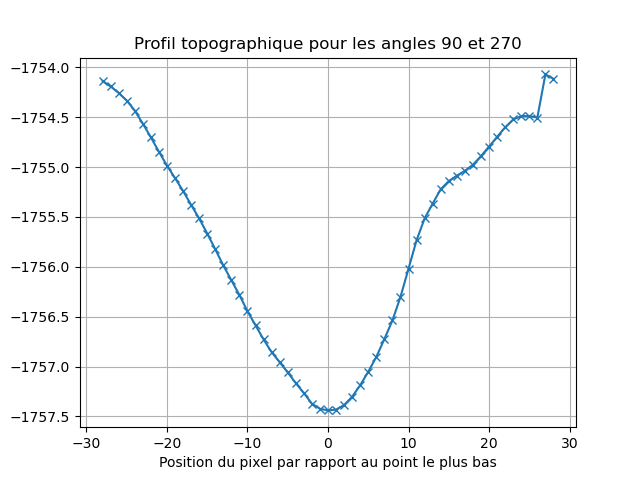 Profil topographique pour les angles 90 et 270
−1754.0
−1754.5
−1755.0
−1755.5
−1756.0
−1756.5
−1757.0
−1757.5
−30 −20 −10 0 10 20 30
Position du pixel par rapport au point le plus bas